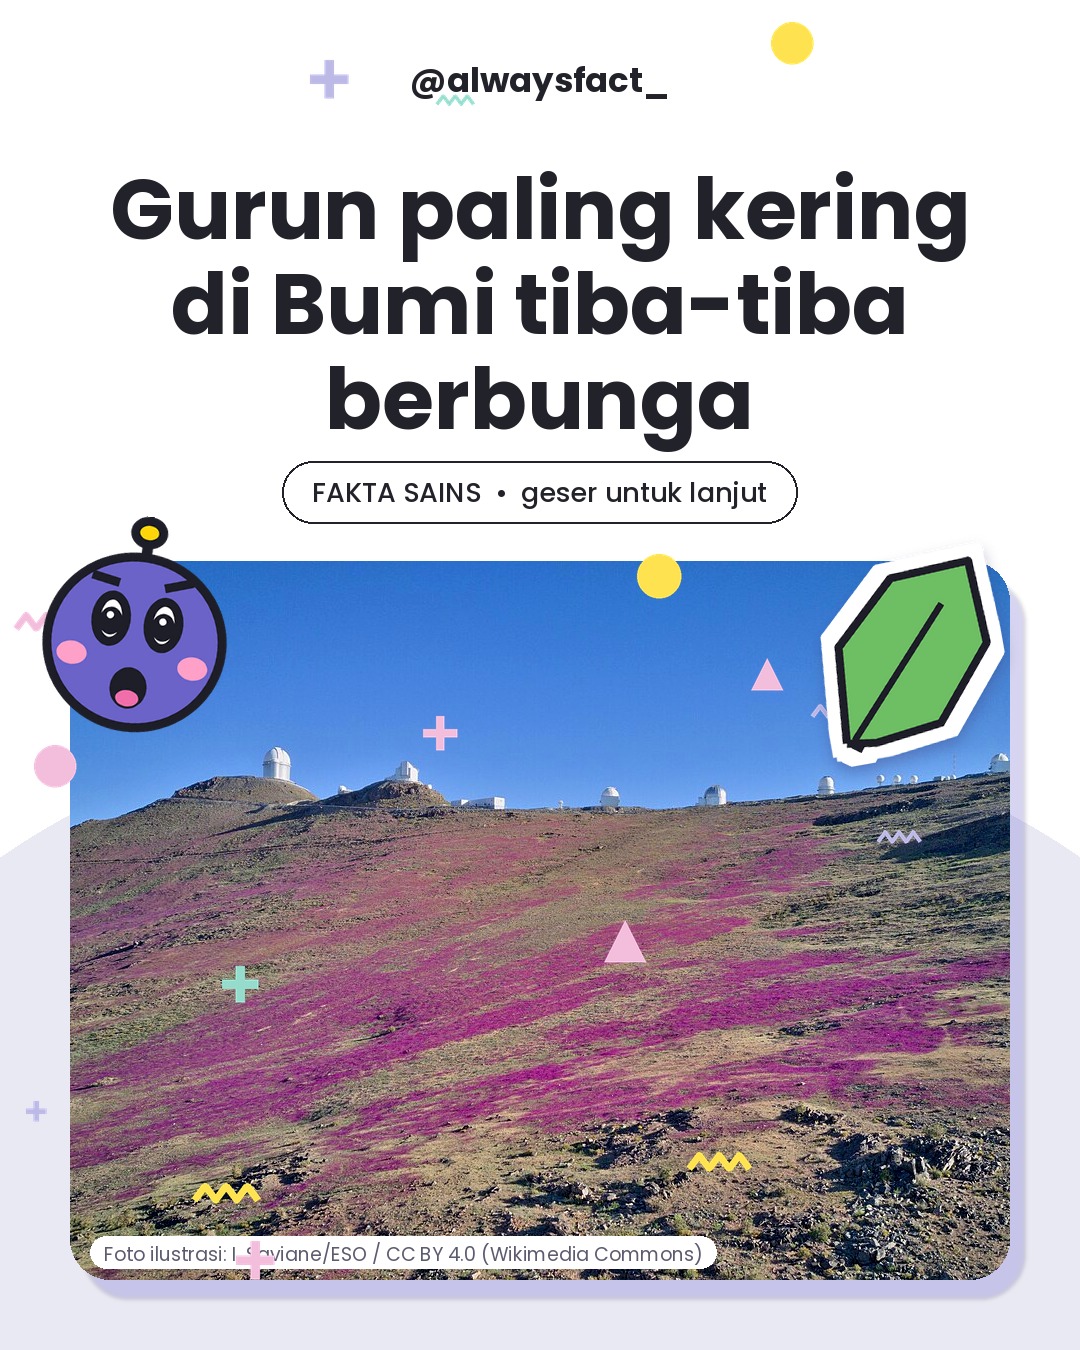 @alwaysfact_
Gurun paling kering
di Bumi tiba-tiba
berbunga
FAKTA SAINS • geser untuk lanjut
Foto ilustrasi: I. Saviane/ESO / CC BY 4.0 (Wikimedia Commons)